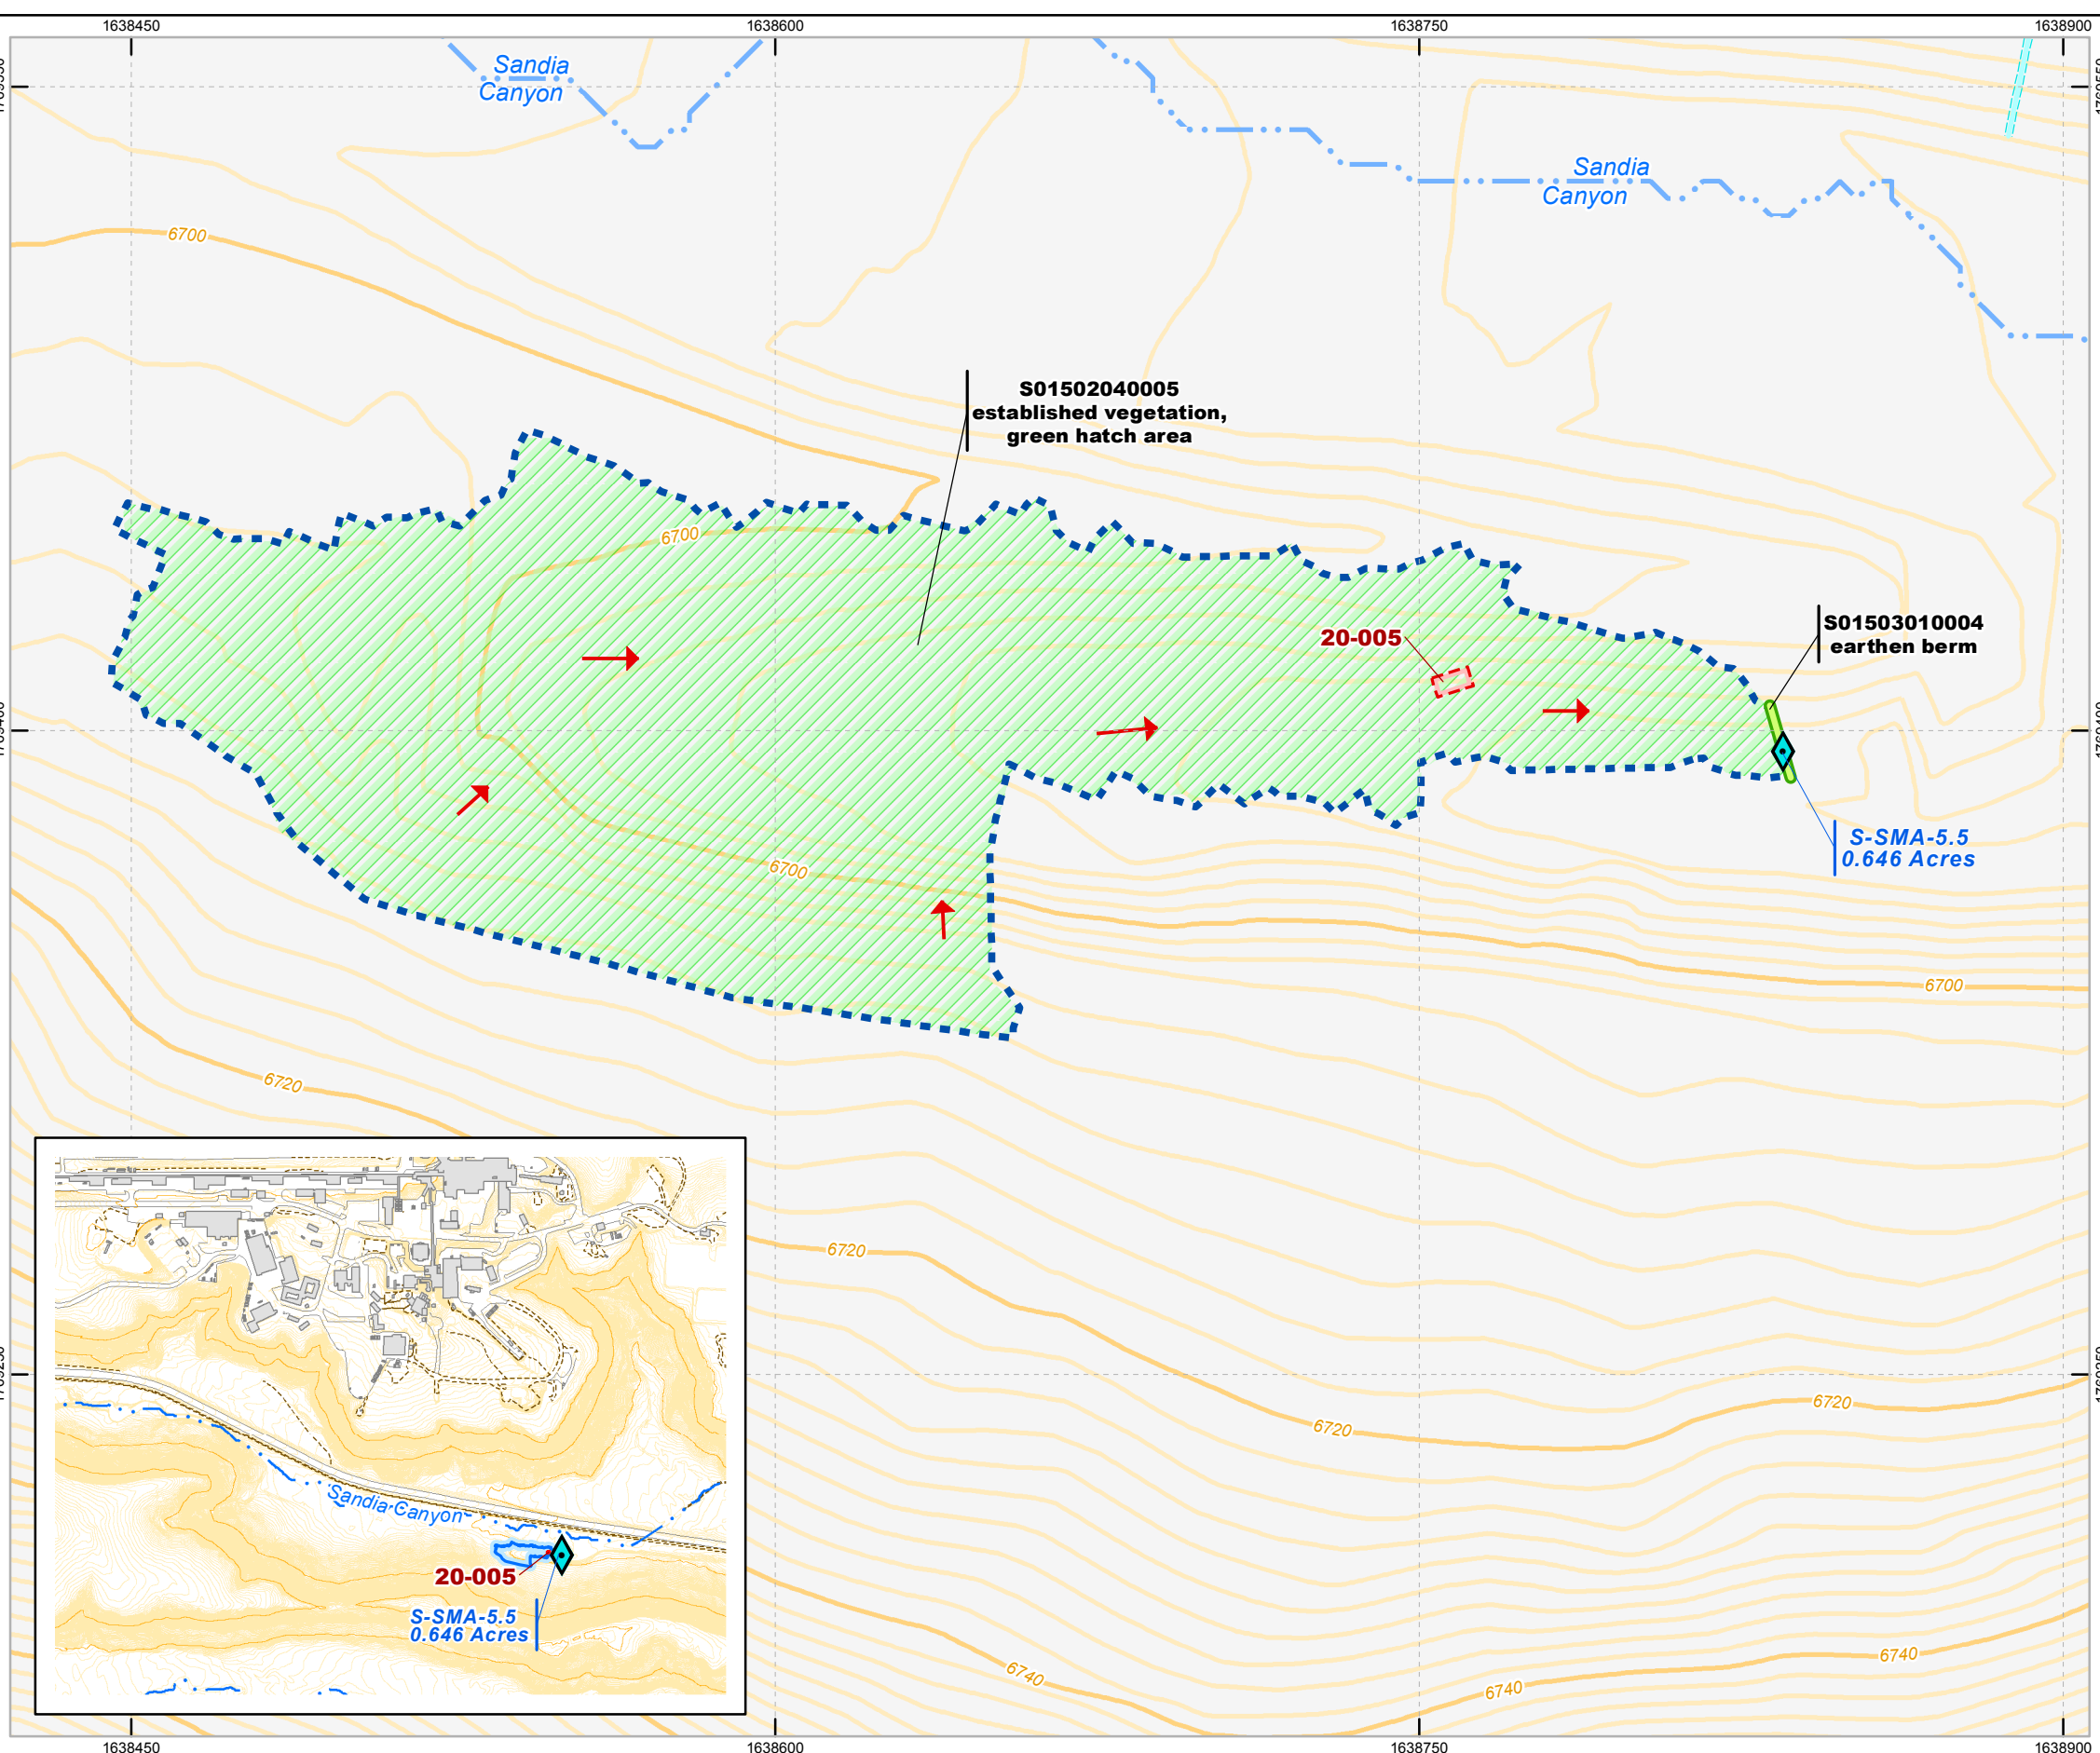 1638450
1638600
1638750
1638900
Sandia
Canyon
Sandia
Canyon
6700
S01502040005
established vegetation,
green hatch area
6700
20-005
S01503010004
earthen berm
S-SMA-5.5
0.646 Acres
6700
6700
6720
6720
6720
6720
6740
6740
6740
Sandia Canyon
20-005
S-SMA-5.5
0.646 Acres
1638450
1638600
1638750
1638900